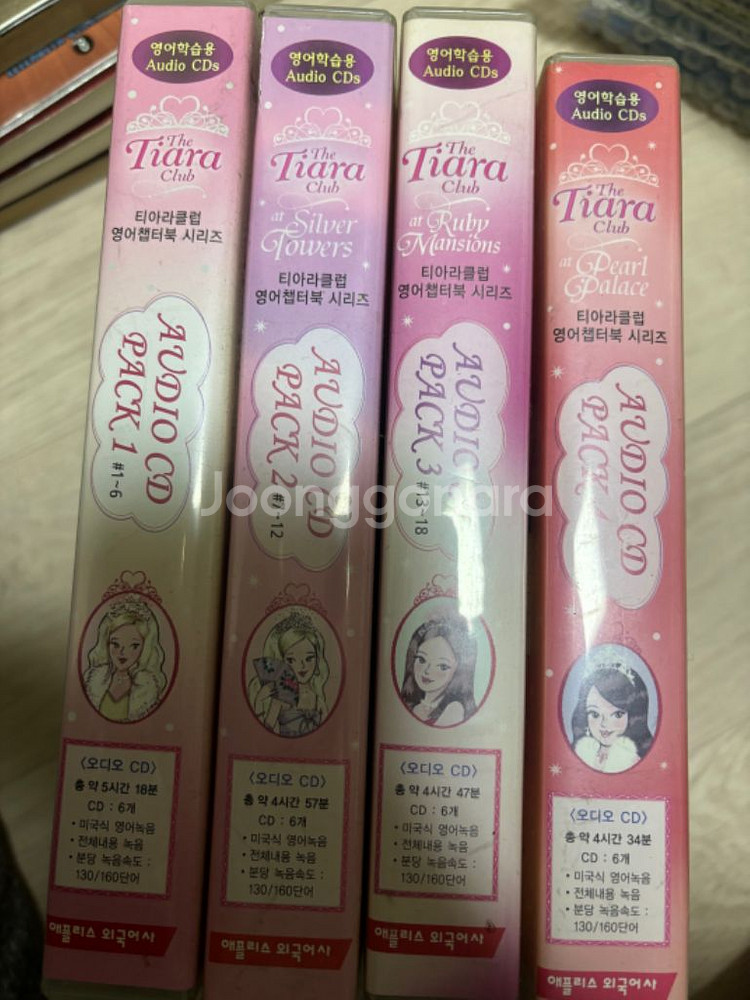 영어학습용
Audio CDs
The
Tiara
Club
티아라클럽
영어챕터북 시리즈
AUDIO CD
PACK 1 #1~6
〈오디오 CD〉
총 약 5시간 18분
CD : 6개
• 미국식 영어녹음
• 전체내용 녹음
• 분당 녹음속도 :
130/160단어
애플리스 외국어사
영어학습용
Audio CDs
The
Tiara
Club
at Silver
Towers
티아라클럽
영어챕터북 시리즈
AUDIO CD
PACK 2 #7~12
〈오디오 CD〉
총 약 4시간 57분
CD : 6개
• 미국식 영어녹음
• 전체내용 녹음
• 분당 녹음속도 :
130/160단어
애플리스 외국어사
영어학습용
Audio CDs
The
Tiara
Club
at Ruby
Mansions
티아라클럽
영어챕터북 시리즈
AUDIO
PACK 3 #13~18
〈오디오 CD〉
총 약 4시간 47분
CD : 6개
• 미국식 영어녹음
• 전체내용 녹음
• 분당 녹음속도 :
130/160단어
애플리스 외국어사
영어학습용
Audio CDs
The
Tiara
Club
at Pearl
Palace
티아라클럽
영어챕터북 시리즈
AUDIO CD
PACK
〈오디오 CD〉
총 약 4시간 34분
CD : 6개
• 미국식 영어녹음
• 전체내용 녹음
• 분당 녹음속도 :
130/160단어
애플리스 외국어사
Joonggonara